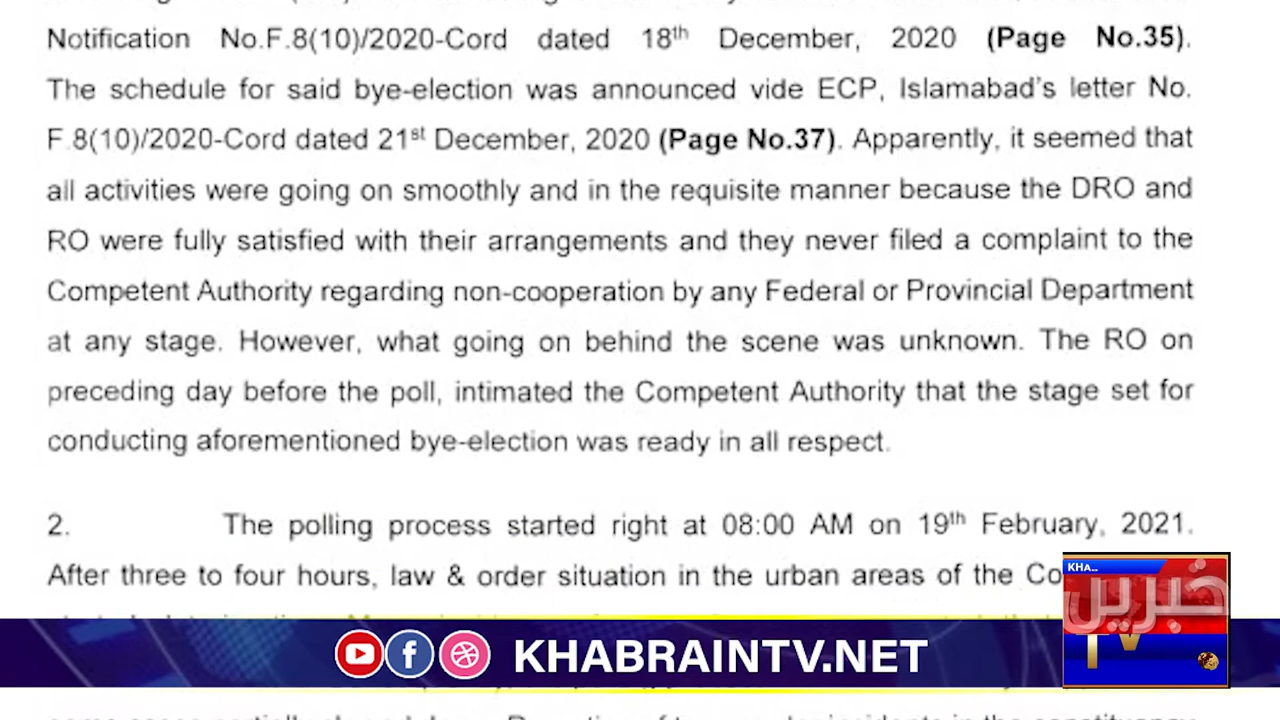 Notification No.F.8(10)/2020-Cord dated 18th December, 2020 (Page No.35).
The schedule for said bye-election was announced vide ECP, Islamabad's letter No.
F.8(10)/2020-Cord dated 21st December, 2020 (Page No.37). Apparently, it seemed that
all activities were going on smoothly and in the requisite manner because the DRO and
RO were fully satisfied with their arrangements and they never filed a complaint to the
Competent Authority regarding non-cooperation by any Federal or Provincial Department
at any stage. However, what going on behind the scene was unknown. The RO on
preceding day before the poll, intimated the Competent Authority that the stage set for
conducting aforementioned bye-election was ready in all respect.
2. The polling process started right at 08:00 AM on 19th February, 2021.
After three to four hours, law & order situation in the urban areas of the Co
KHA...
خبریں
TV
KHABRAINTV.NET